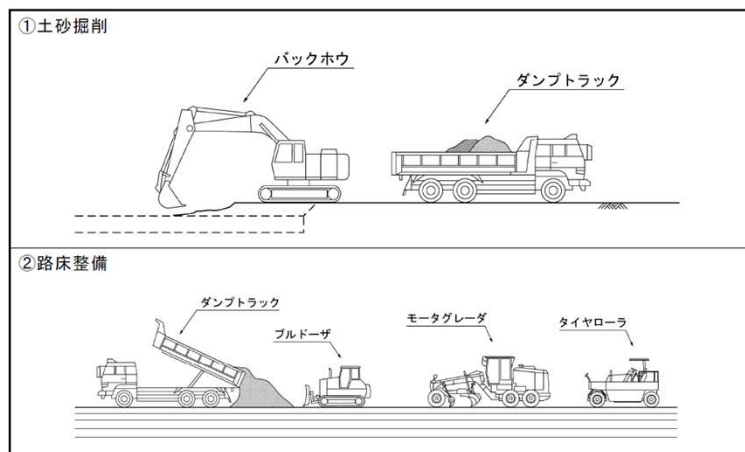 ①土砂掘削
バックホウ
ダンプトラック
②路床整備
ダンプトラック
ブルドーザ
モータグレーダ
タイヤローラ